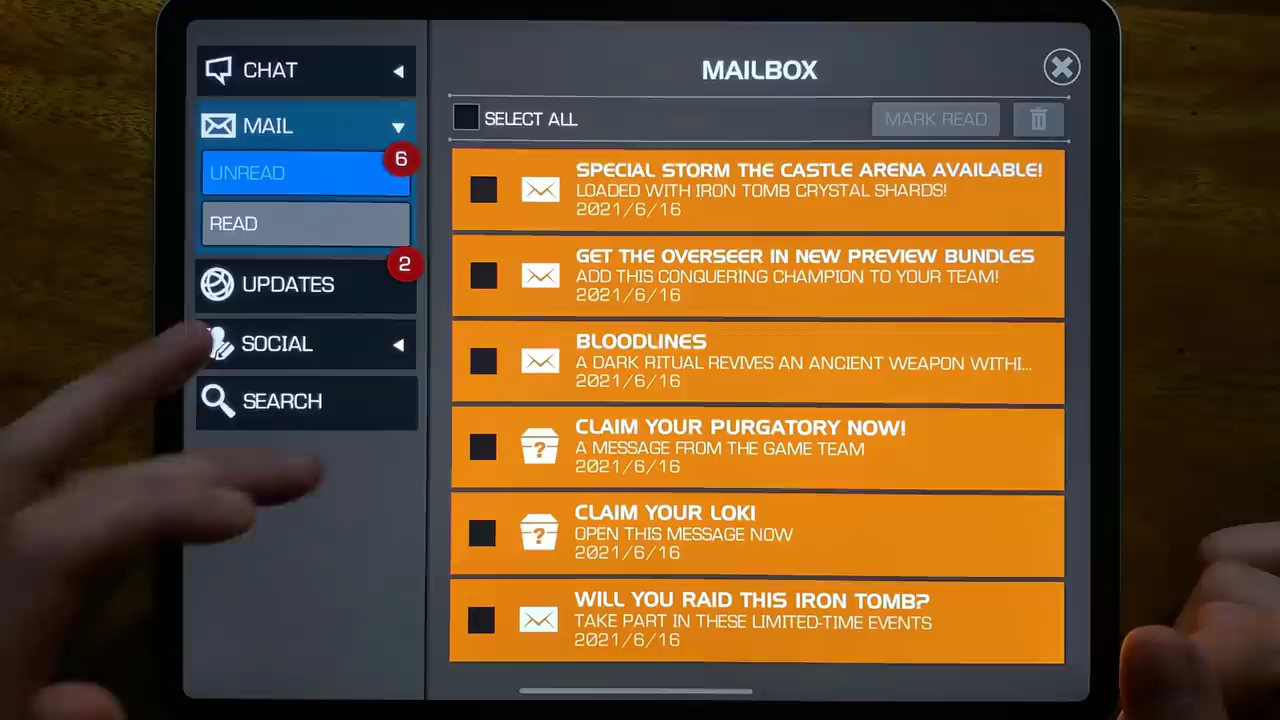 CHAT
MAIL
UNREAD
6
READ
UPDATES
2
SOCIAL
SEARCH
MAILBOX
SELECT ALL
MARK READ
SPECIAL STORM THE CASTLE ARENA AVAILABLE!
LOADED WITH IRON TOMB CRYSTAL SHARDS!
2021/6/16
GET THE OVERSEER IN NEW PREVIEW BUNDLES
ADD THIS CONQUERING CHAMPION TO YOUR TEAM!
2021/6/16
BLOODLINES
A DARK RITUAL REVIVES AN ANCIENT WEAPON WITHI...
2021/6/16
CLAIM YOUR PURGATORY NOW!
A MESSAGE FROM THE GAME TEAM
2021/6/16
CLAIM YOUR LOKI
OPEN THIS MESSAGE NOW
2021/6/16
WILL YOU RAID THIS IRON TOMB?
TAKE PART IN THESE LIMITED-TIME EVENTS
2021/6/16